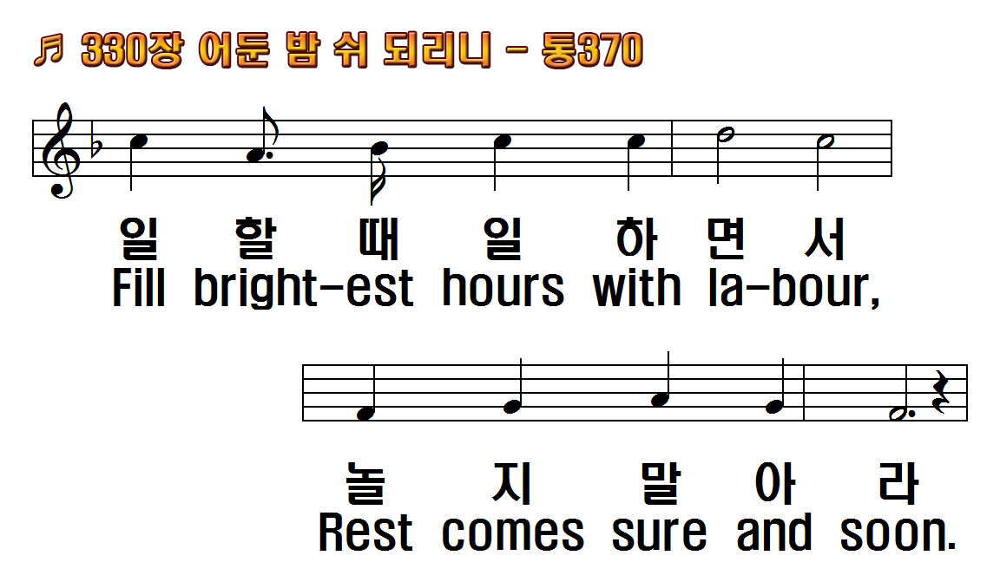 ♬ 330장 어둔 밤 쉬 되리니 - 통370
일 할 때 일 하 면 서
Fill bright-est hours with la-bour,
놀 지 말 아 라
Rest comes sure and soon.